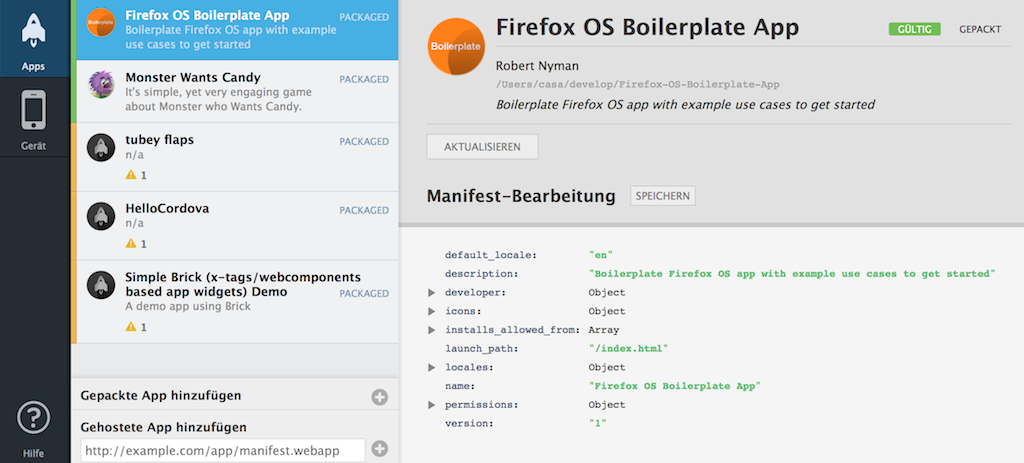 Apps
Gerät
Hilfe
Boilerplate
Firefox OS Boilerplate App
PACKAGED
Boilerplate Firefox OS app with example
use cases to get started
Monster Wants Candy
PACKAGED
It's simple, yet very engaging game
about Monster who Wants Candy.
tubey flaps
PACKAGED
n/a
1
HelloCordova
PACKAGED
n/a
1
Simple Brick (x-tags/webcomponents
based app widgets) Demo
PACKAGED
A demo app using Brick
1
Gepackte App hinzufügen
Gehostete App hinzufügen
http://example.com/app/manifest.webapp
Boilerplate
Firefox OS Boilerplate App
GÜLTIG
GEPACKT
Robert Nyman
/Users/casa/develop/Firefox-OS-Boilerplate-App
Boilerplate Firefox OS app with example use cases to get started
AKTUALISIEREN
Manifest-Bearbeitung
SPEICHERN
default_locale: "en"
description: "Boilerplate Firefox OS app with example use cases to get started"
developer: Object
icons: Object
installs_allowed_from: Array
launch_path: "/index.html"
locales: Object
name: "Firefox OS Boilerplate App"
permissions: Object
version: "1"